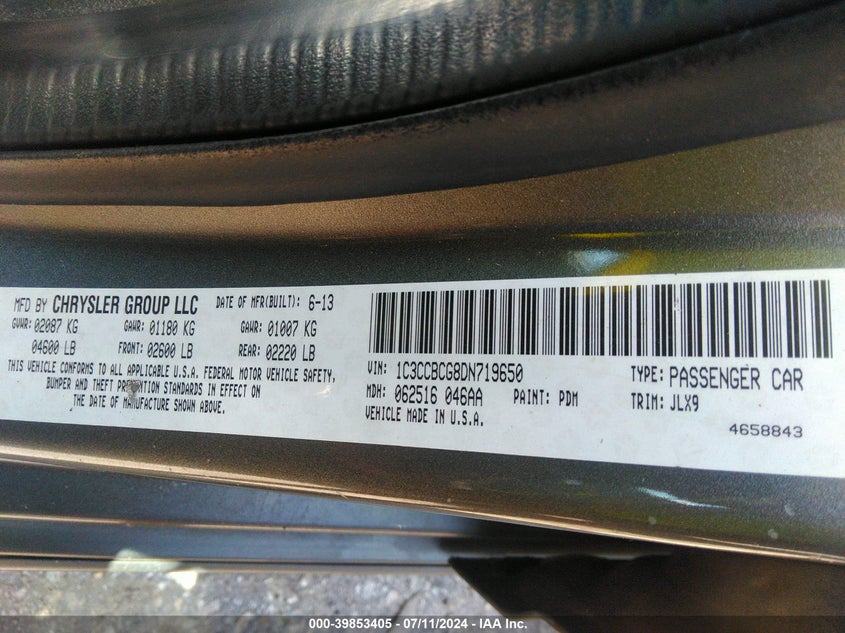 MFD BY CHRYSLER GROUP LLC DATE OF MFR(BUILT): 6-13
GVWR: 02087 KG GAWR: 01180 KG GAWR: 01007 KG
04600 LB FRONT: 02600 LB REAR: 02220 LB
THIS VEHICLE CONFORMS TO ALL APPLICABLE U.S.A. FEDERAL MOTOR VEHICLE SAFETY,
BUMPER AND THEFT PREVENTION STANDARDS IN EFFECT ON
THE DATE OF MANUFACTURE SHOWN ABOVE.
VIN: 1C3CCBCG8DN719650 TYPE: PASSENGER CAR
MDH: 062516 046AA PAINT: PDM TRIM: JLX9
VEHICLE MADE IN U.S.A.
4658843
000-39853405 - 07/11/2024 - IAA Inc.